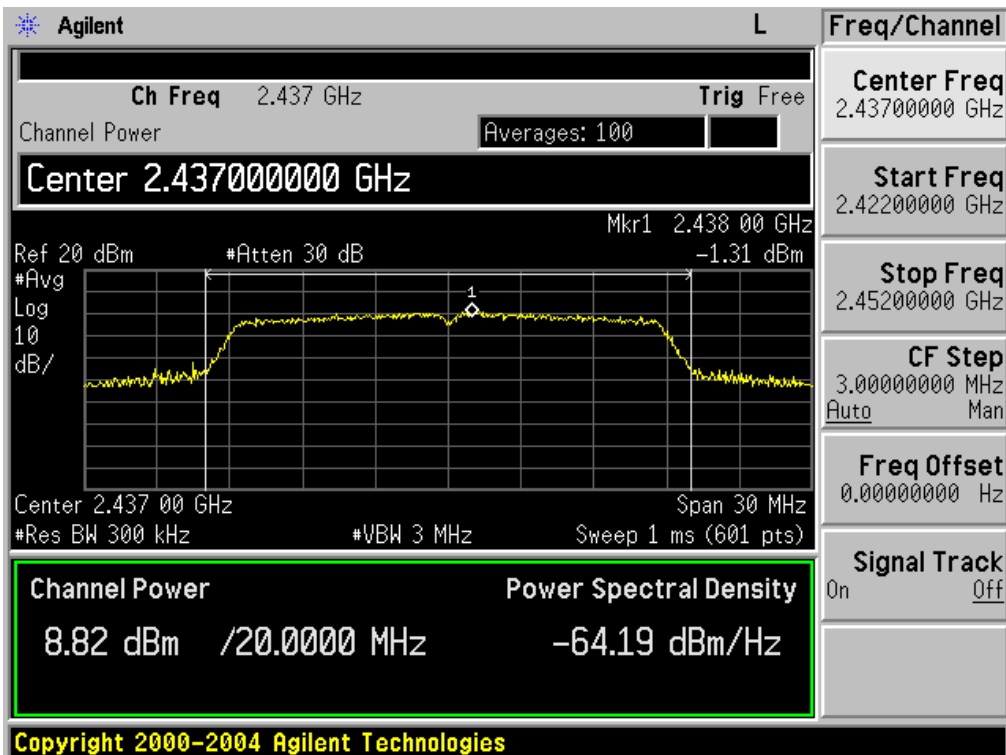 Agilent L
Freq/Channel
Ch Freq 2.437 GHz Trig Free
Channel Power Averages: 100
Center 2.437000000 GHz
Mkr1 2.438 00 GHz
Ref 20 dBm #Atten 30 dB -1.31 dBm
#Avg
Log
10
dB/
1
Center 2.437 00 GHz Span 30 MHz
#Res BW 300 kHz #VBW 3 MHz Sweep 1 ms (601 pts)
Channel Power Power Spectral Density
8.82 dBm /20.0000 MHz -64.19 dBm/Hz
Center Freq
2.43700000 GHz
Start Freq
2.42200000 GHz
Stop Freq
2.45200000 GHz
CF Step
3.00000000 MHz
Auto Man
Freq Offset
0.00000000 Hz
Signal Track
On Off
Copyright 2000-2004 Agilent Technologies